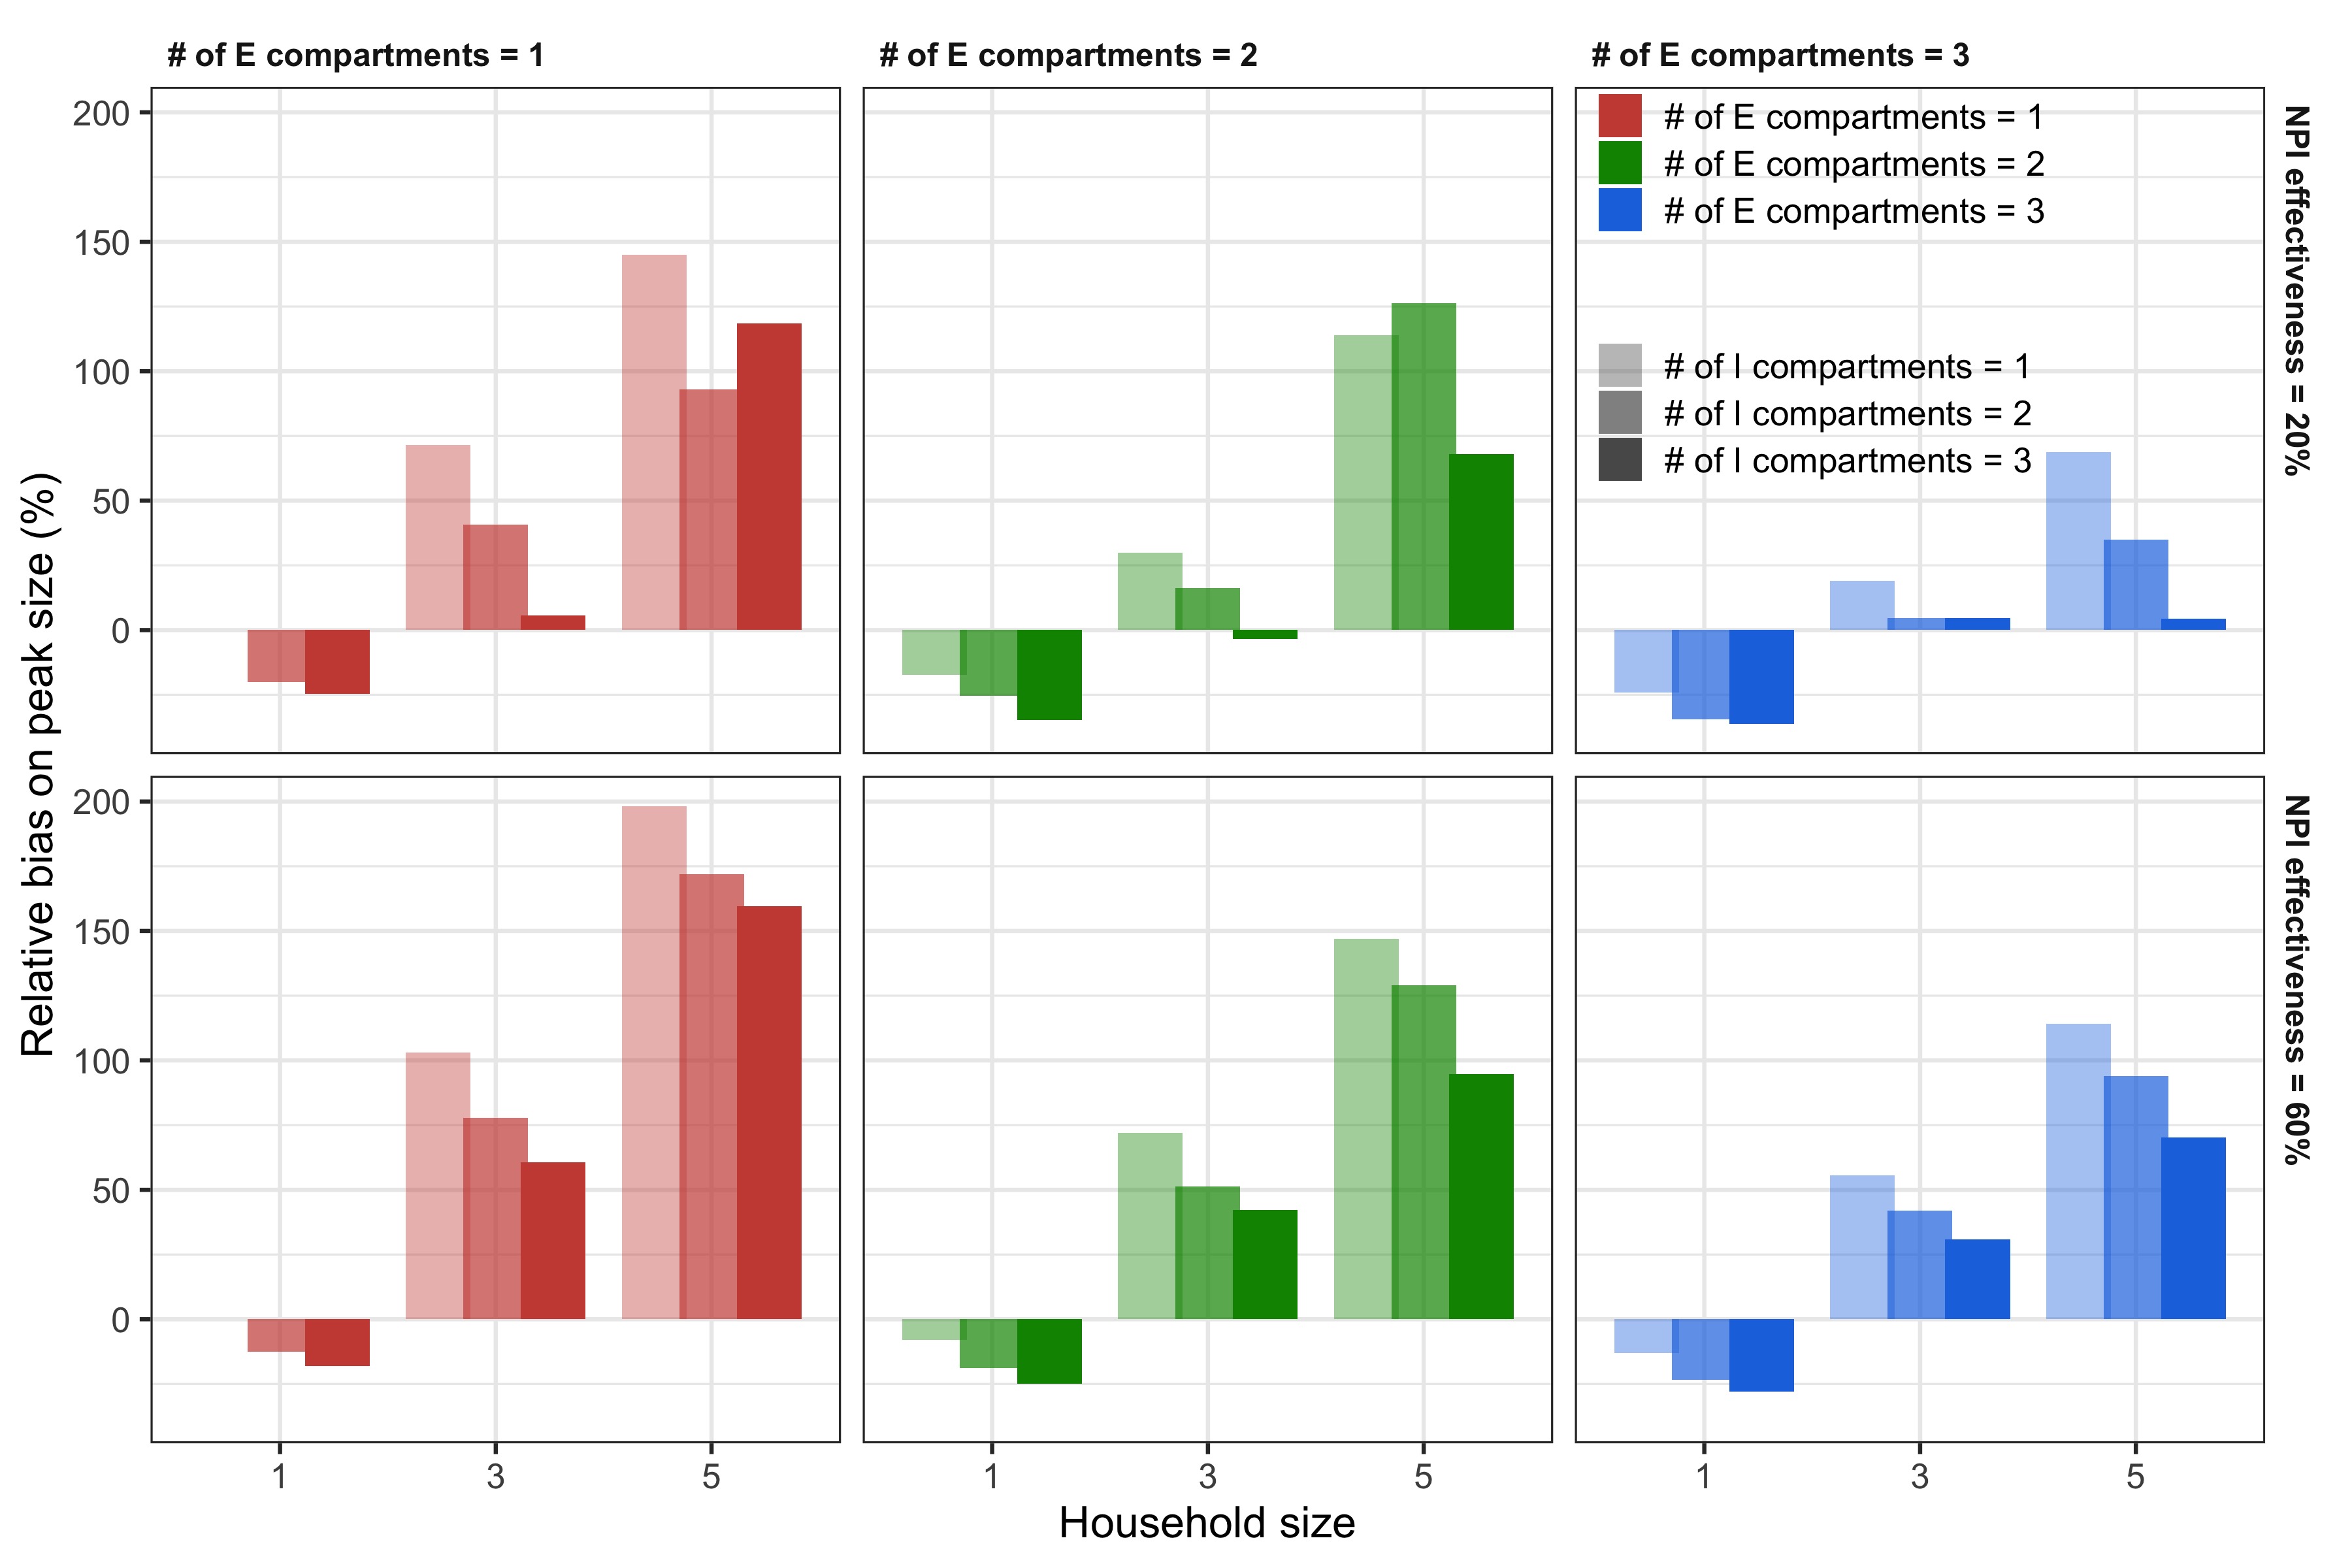 # of E compartments = 1
# of E compartments = 2
# of E compartments = 3
200
150
100
50
0
# of E compartments = 1
# of E compartments = 2
# of E compartments = 3
# of I compartments = 1
# of I compartments = 2
# of I compartments = 3
NPI effectiveness = 20%
Relative bias on peak size (%)
200
150
100
50
0
NPI effectiveness = 60%
1
3
5
1
3
5
1
3
5
Household size